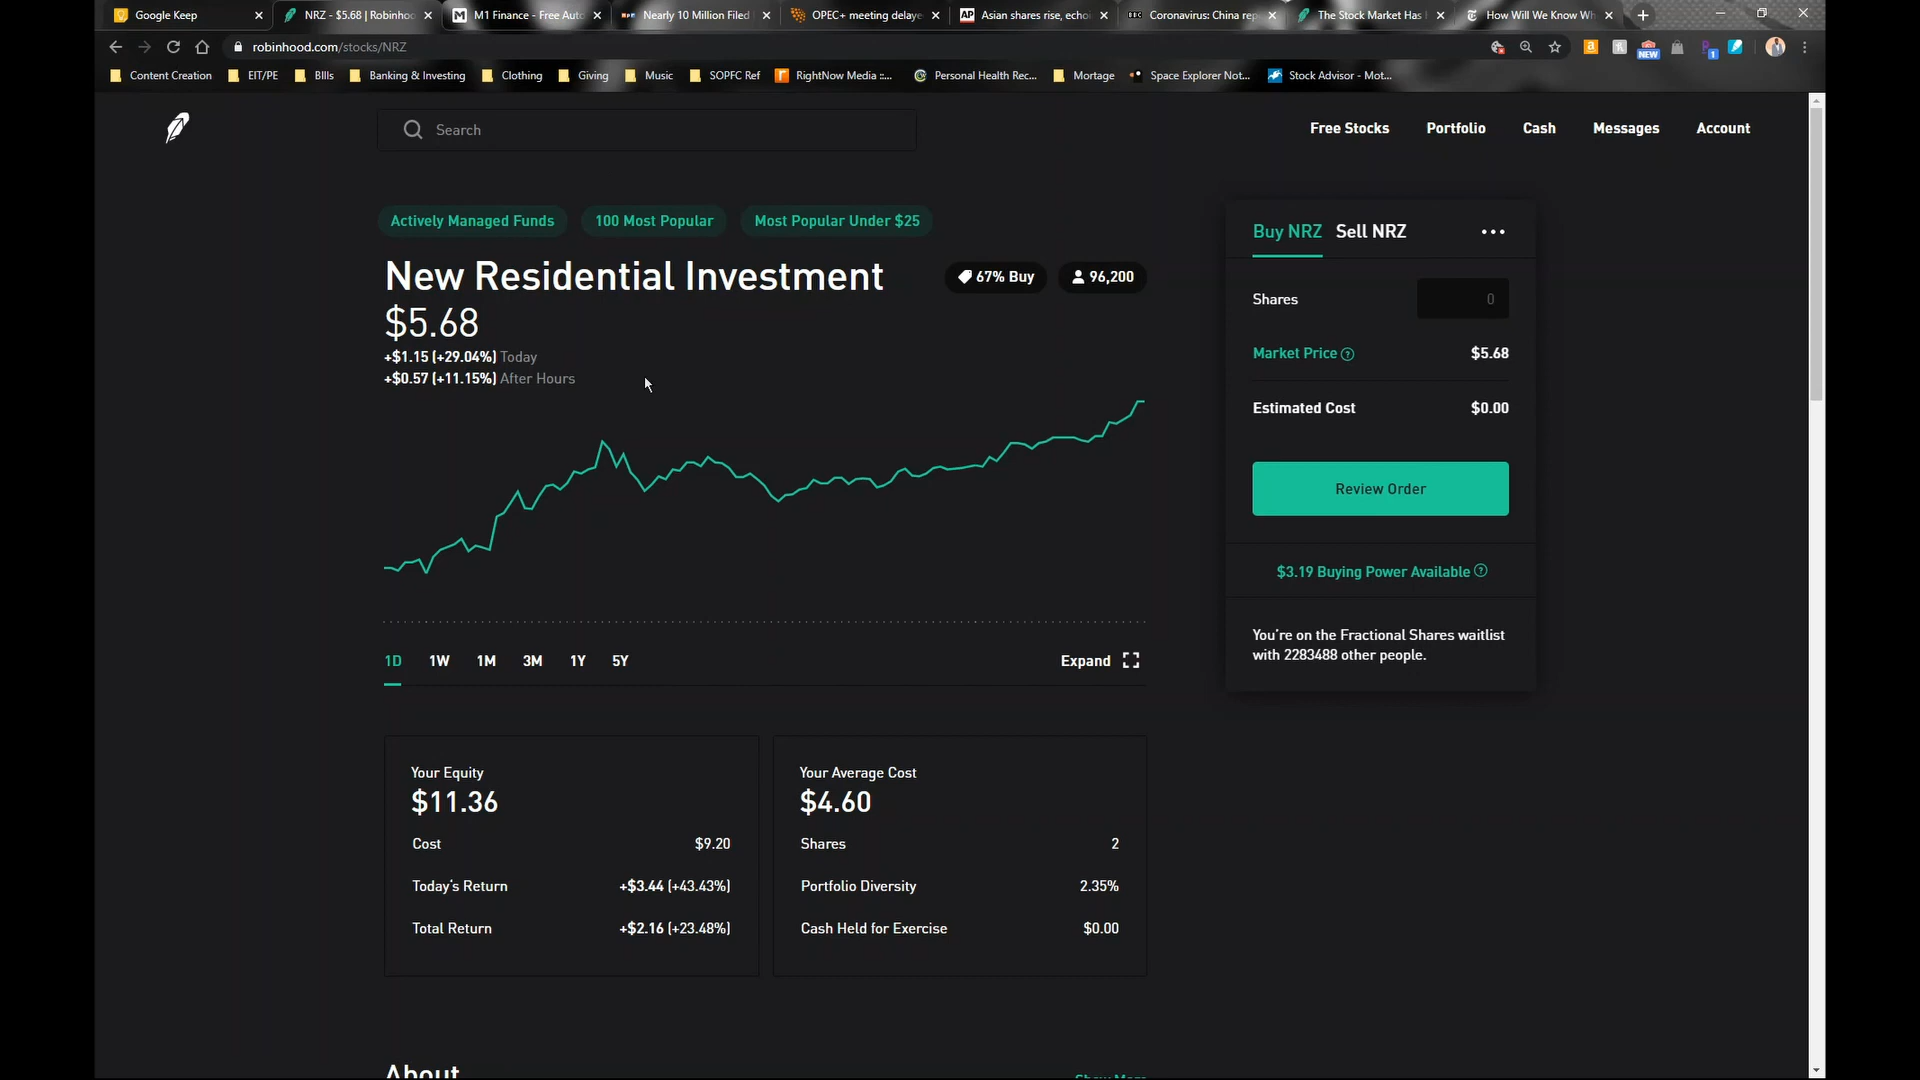 Google Keep
NRZ - $5.68 | Robinhoo
M1 Finance - Free Auto
Nearly 10 Million Filed
OPEC+ meeting delaye
AP Asian shares rise, echo
BBC Coronavirus: China rep
The Stock Market Has
How Will We Know Wh
robinhood.com/stocks/NRZ
NEW
1
Content Creation
EIT/PE
BIlls
Banking & Investing
Clothing
Giving
Music
SOPFC Ref
RightNow Media ::...
Personal Health Rec...
Mortage
Space Explorer Not...
Stock Advisor - Mot...
Search
Free Stocks
Portfolio
Cash
Messages
Account
Actively Managed Funds
100 Most Popular
Most Popular Under $25
New Residential Investment
67% Buy
96,200
$5.68
+$1.15 (+29.04%) Today
+$0.57 (+11.15%) After Hours
1D 1W 1M 3M 1Y 5Y
Expand
Buy NRZ Sell NRZ
Shares 0
Market Price $5.68
Estimated Cost $0.00
Review Order
$3.19 Buying Power Available
You're on the Fractional Shares waitlist
with 2283488 other people.
Your Equity
$11.36
Cost $9.20
Today's Return +$3.44 (+43.43%)
Total Return +$2.16 (+23.48%)
Your Average Cost
$4.60
Shares 2
Portfolio Diversity 2.35%
Cash Held for Exercise $0.00
About
Show More